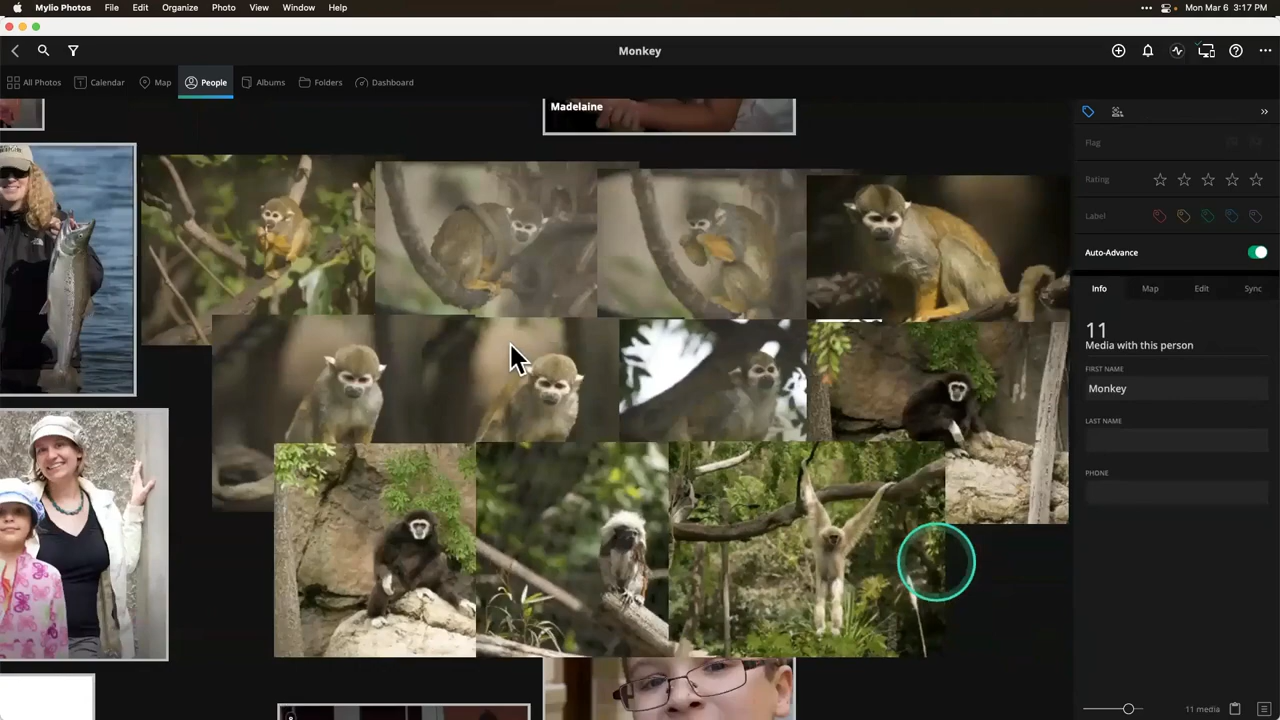 Mylio Photos File Edit Organize Photo View Window Help
Mon Mar 6 3:17 PM
Monkey
All Photos Calendar Map People Albums Folders Dashboard
Madelaine
Flag
Rating
Label
Auto-Advance
Info Map Edit Sync
11
Media with this person
FIRST NAME
Monkey
LAST NAME
PHONE
11 media